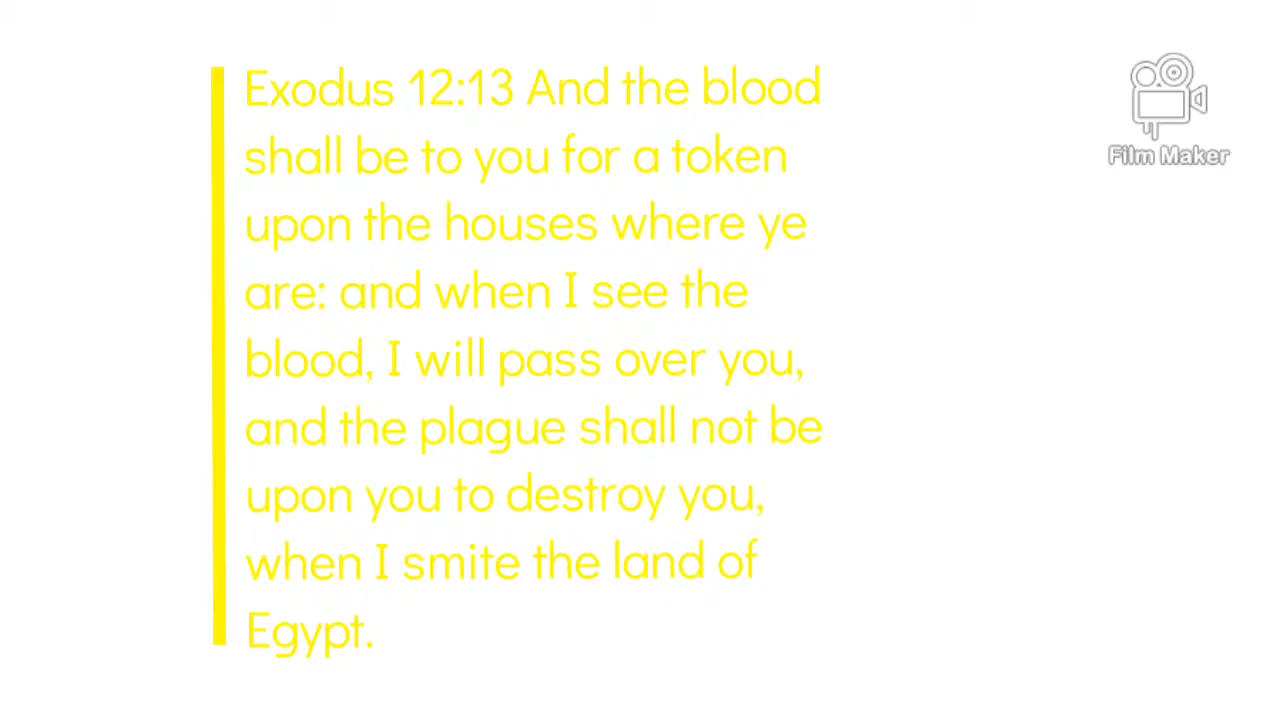 Exodus 12:13 And the blood
shall be to you for a token
upon the houses where ye
are: and when I see the
blood, I will pass over you,
and the plague shall not be
upon you to destroy you,
when I smite the land of
Egypt.
Film Maker